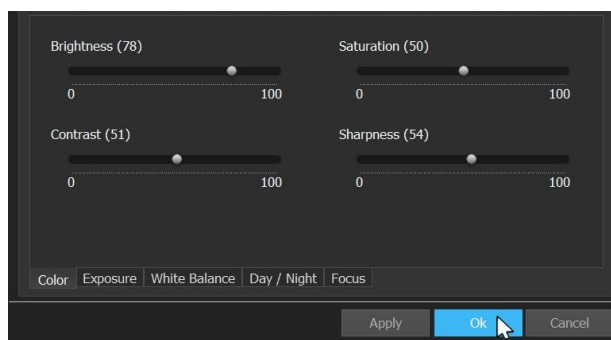 Brightness (78)
Saturation (50)
0 100
0 100
Contrast (51)
Sharpness (54)
0 100
0 100
Color Exposure White Balance Day / Night Focus
Apply Ok Cancel